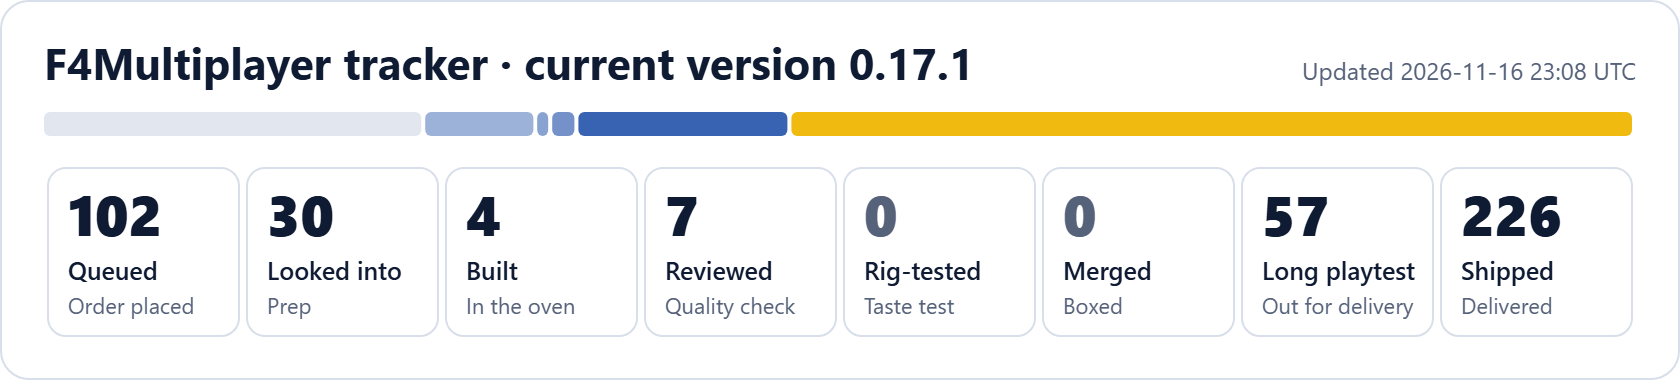 F4Multiplayer tracker · current version 0.17.1
Updated 2026-11-16 23:08 UTC
102
Queued
Order placed
30
Looked into
Prep
4
Built
In the oven
7
Reviewed
Quality check
0
Rig-tested
Taste test
0
Merged
Boxed
57
Long playtest
Out for delivery
226
Shipped
Delivered